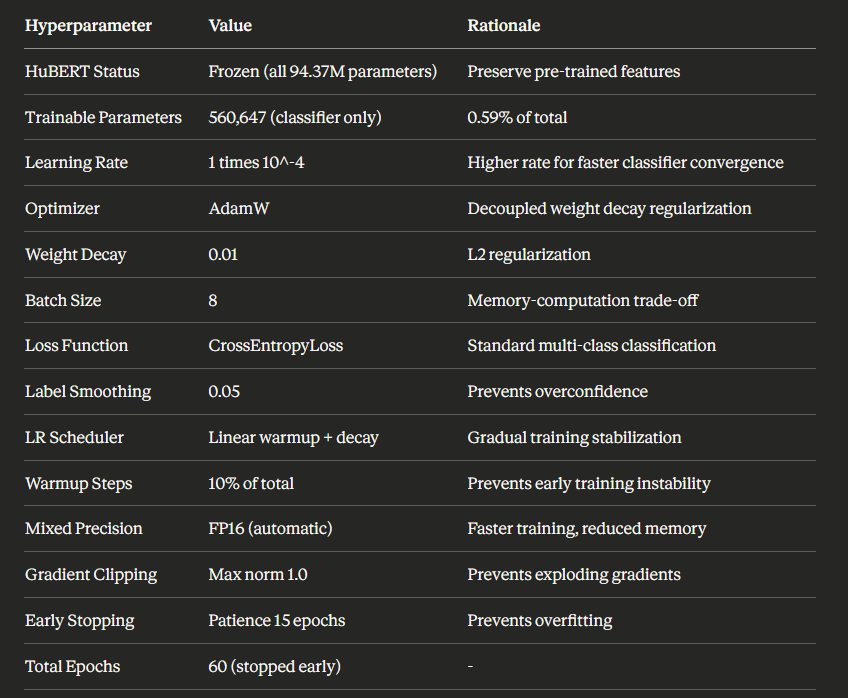 Hyperparameter Value Rationale
HuBERT Status Frozen (all 94.37M parameters) Preserve pre-trained features
Trainable Parameters 560,647 (classifier only) 0.59% of total
Learning Rate 1 times 10^-4 Higher rate for faster classifier convergence
Optimizer AdamW Decoupled weight decay regularization
Weight Decay 0.01 L2 regularization
Batch Size 8 Memory-computation trade-off
Loss Function CrossEntropyLoss Standard multi-class classification
Label Smoothing 0.05 Prevents overconfidence
LR Scheduler Linear warmup + decay Gradual training stabilization
Warmup Steps 10% of total Prevents early training instability
Mixed Precision FP16 (automatic) Faster training, reduced memory
Gradient Clipping Max norm 1.0 Prevents exploding gradients
Early Stopping Patience 15 epochs Prevents overfitting
Total Epochs 60 (stopped early) -